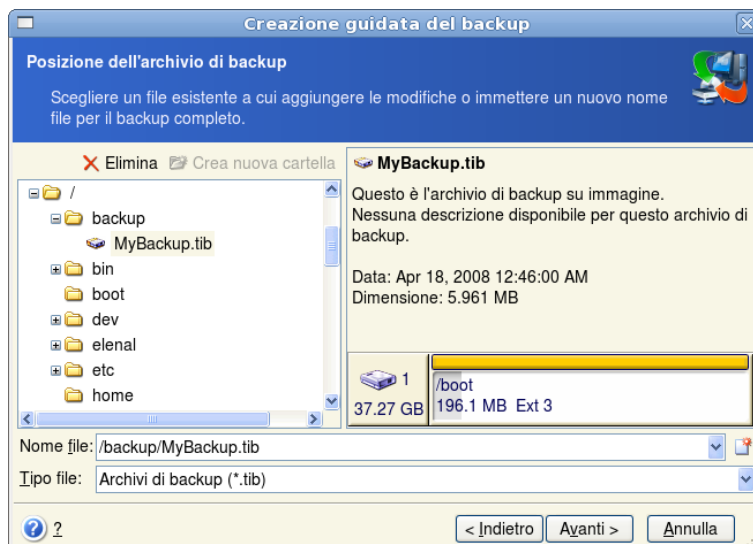 Creazione guidata del backup
Posizione dell'archivio di backup
Scegliere un file esistente a cui aggiungere le modifiche o immettere un nuovo nome
file per il backup completo.
Elimina
Crea nuova cartella
/
backup
MyBackup.tib
bin
boot
dev
elenal
etc
home
MyBackup.tib
Questo è l'archivio di backup su immagine.
Nessuna descrizione disponibile per questo archivio di
backup.
Data: Apr 18, 2008 12:46:00 AM
Dimensione: 5.961 MB
1
37.27 GB
/boot
196.1 MB Ext 3
Nome file: /backup/MyBackup.tib
Tipo file: Archivi di backup (*.tib)
? ?
< Indietro
Avanti >
Annulla